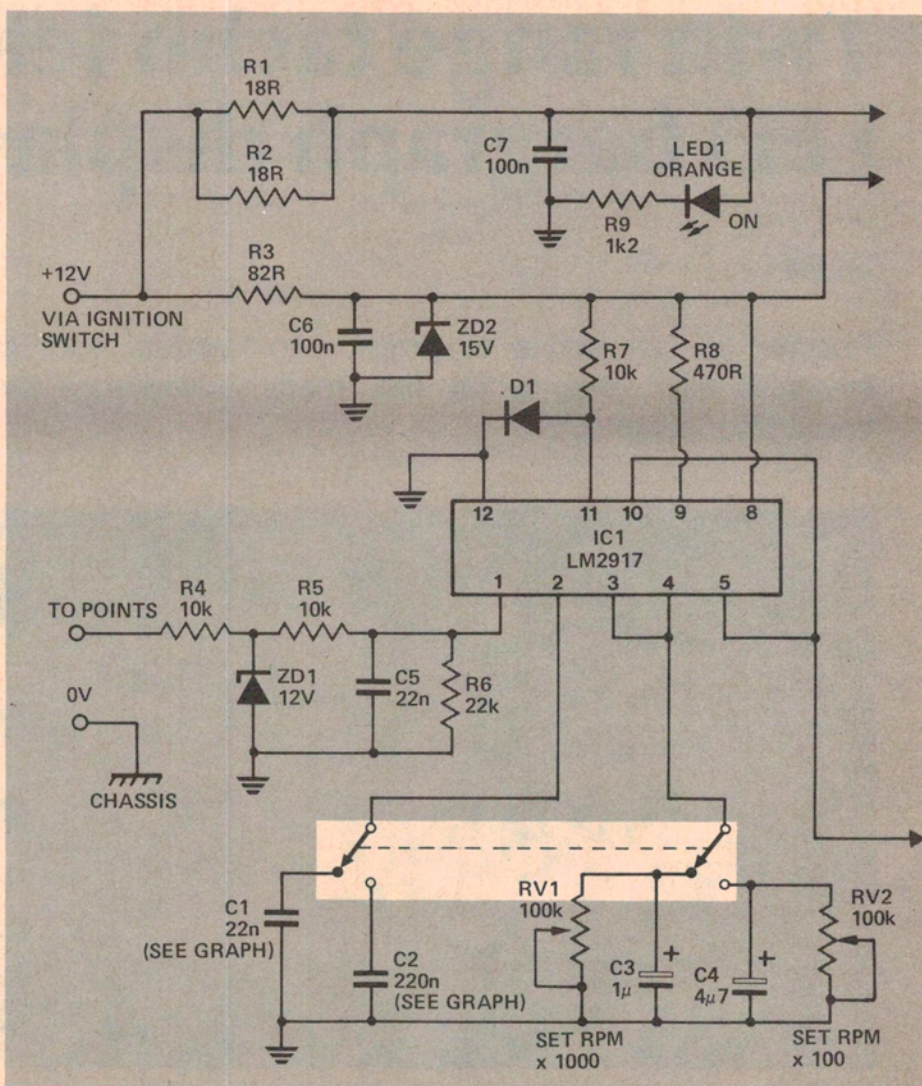 R1
18R
R2
18R
C7
100n
LED1
ORANGE
R9
1k2
ON
+12V
VIA IGNITION
SWITCH
R3
82R
C6
100n
ZD2
15V
R7
10k
R8
470R
D1
12
11
10
9
8
IC1
LM2917
1
2
3
4
5
TO POINTS
R4
10k
R5
10k
ZD1
12V
C5
22n
R6
22k
0V
CHASSIS
C1
22n
(SEE GRAPH)
C2
220n
(SEE GRAPH)
RV1
100k
C3
1μ
+
C4
4μ7
+
RV2
100k
SET RPM
x 1000
SET RPM
x 100